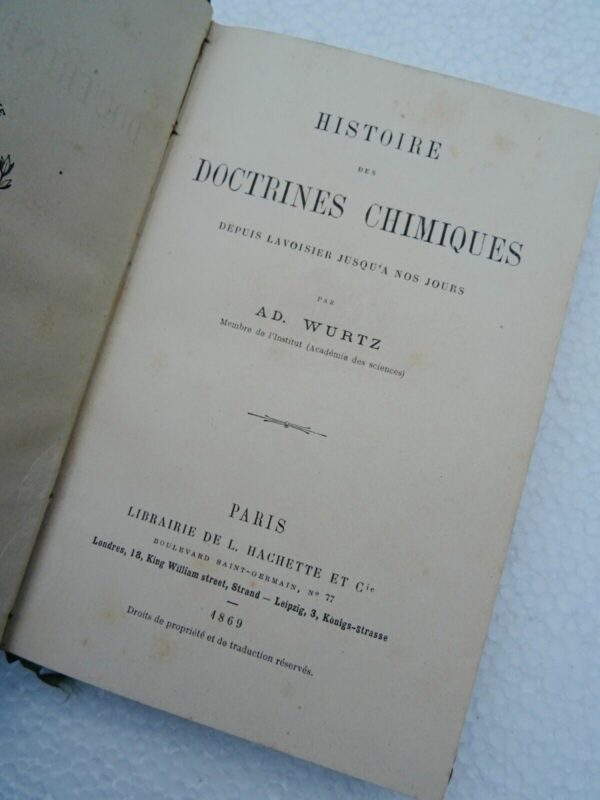 HISTOIRE
DES
DOCTRINES CHIMIQUES
DEPUIS LAVOISIER JUSQU'A NOS JOURS
PAR
AD. WURTZ
Membre de l'Institut (Académie des sciences)
PARIS
LIBRAIRIE DE L. HACHETTE ET Cie
BOULEVARD SAINT-GERMAIN, N° 77
Londres, 18, King William street, Strand — Leipzig, 3, Königs-strasse
1869
Droits de propriété et de traduction réservés.